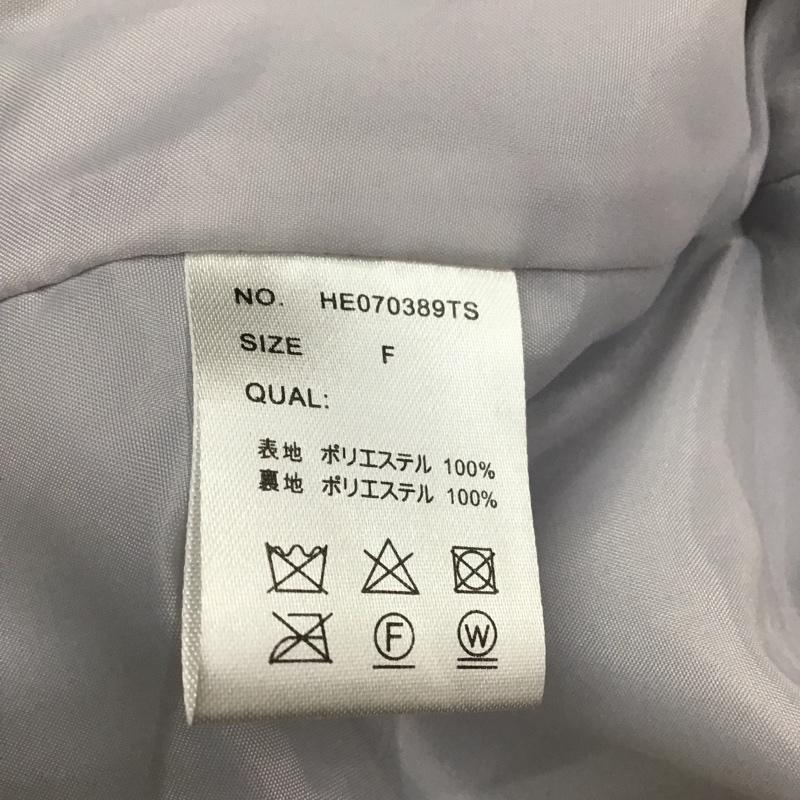 NO. HE070389TS
SIZE F
QUAL:
表地 ポリエステル 100%
裏地 ポリエステル 100%
F
W